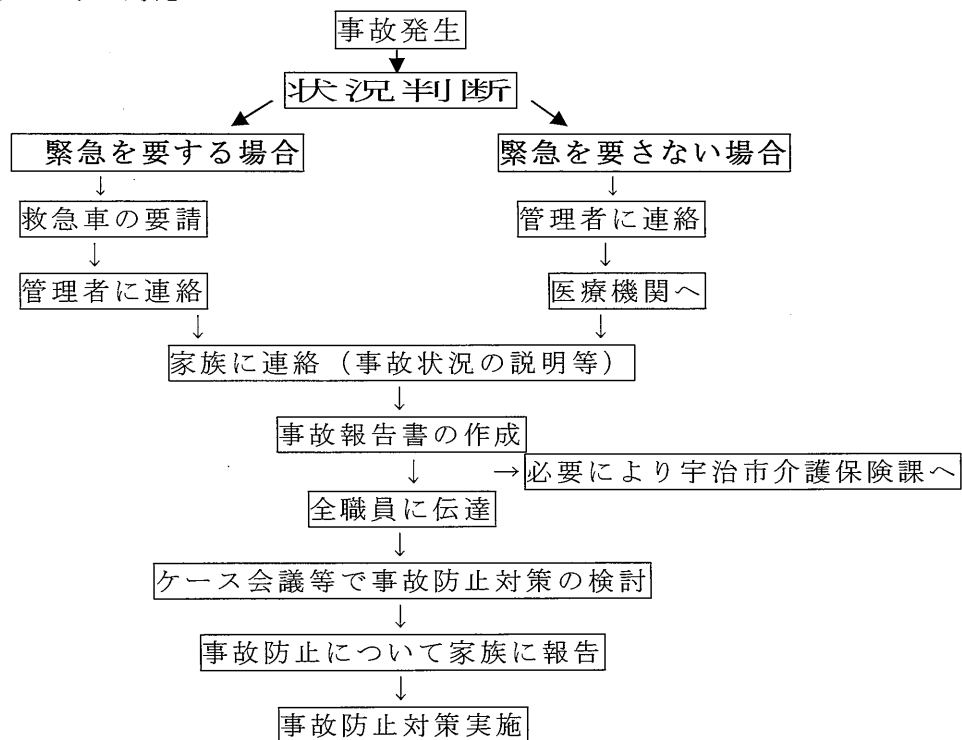 事故発生
状況判断
緊急を要する場合 緊急を要さない場合
救急車の要請 管理者に連絡
管理者に連絡 医療機関へ
家族に連絡（事故状況の説明等）
事故報告書の作成
→必要により宇治市介護保険課へ
全職員に伝達
ケース会議等で事故防止対策の検討
事故防止について家族に報告
事故防止対策実施